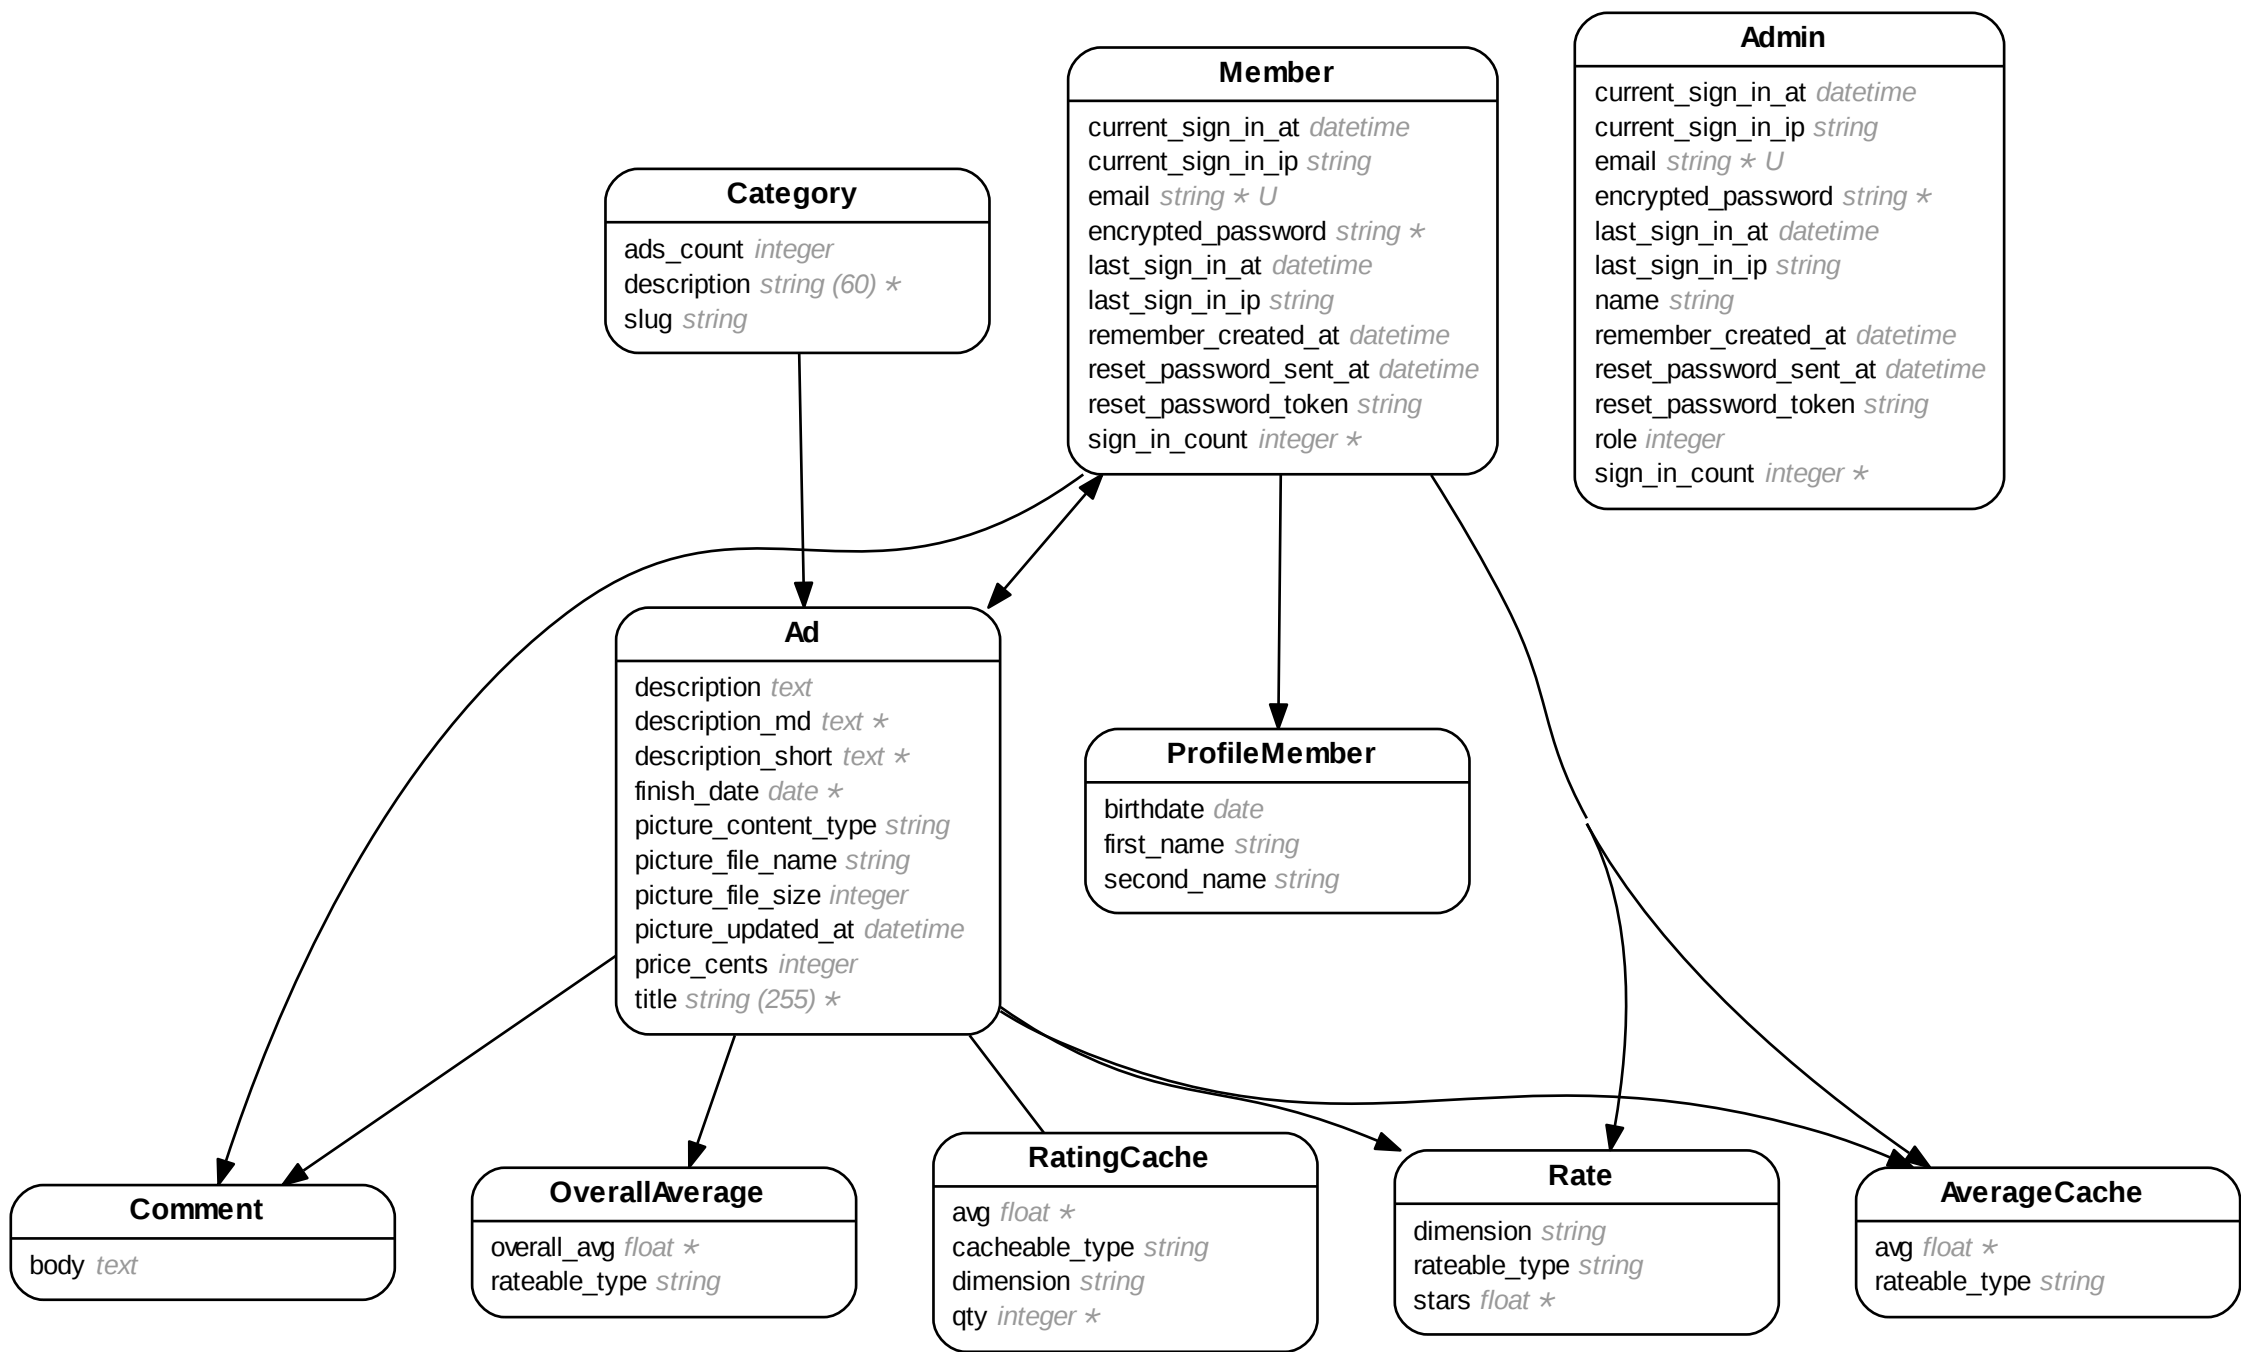 Admin
current_sign_in_at datetime
current_sign_in_ip string
email string * U
encrypted_password string *
last_sign_in_at datetime
last_sign_in_ip string
name string
remember_created_at datetime
reset_password_sent_at datetime
reset_password_token string
role integer
sign_in_count integer *
Member
current_sign_in_at datetime
current_sign_in_ip string
email string * U
encrypted_password string *
last_sign_in_at datetime
last_sign_in_ip string
remember_created_at datetime
reset_password_sent_at datetime
reset_password_token string
sign_in_count integer *
Category
ads_count integer
description string (60) *
slug string
Ad
description text
description_md text *
description_short text *
finish_date date *
picture_content_type string
picture_file_name string
picture_file_size integer
picture_updated_at datetime
price_cents integer
title string (255) *
ProfileMember
birthdate date
first_name string
second_name string
Comment
body text
OverallAverage
overall_avg float *
rateable_type string
RatingCache
avg float *
cacheable_type string
dimension string
qty integer *
Rate
dimension string
rateable_type string
stars float *
AverageCache
avg float *
rateable_type string